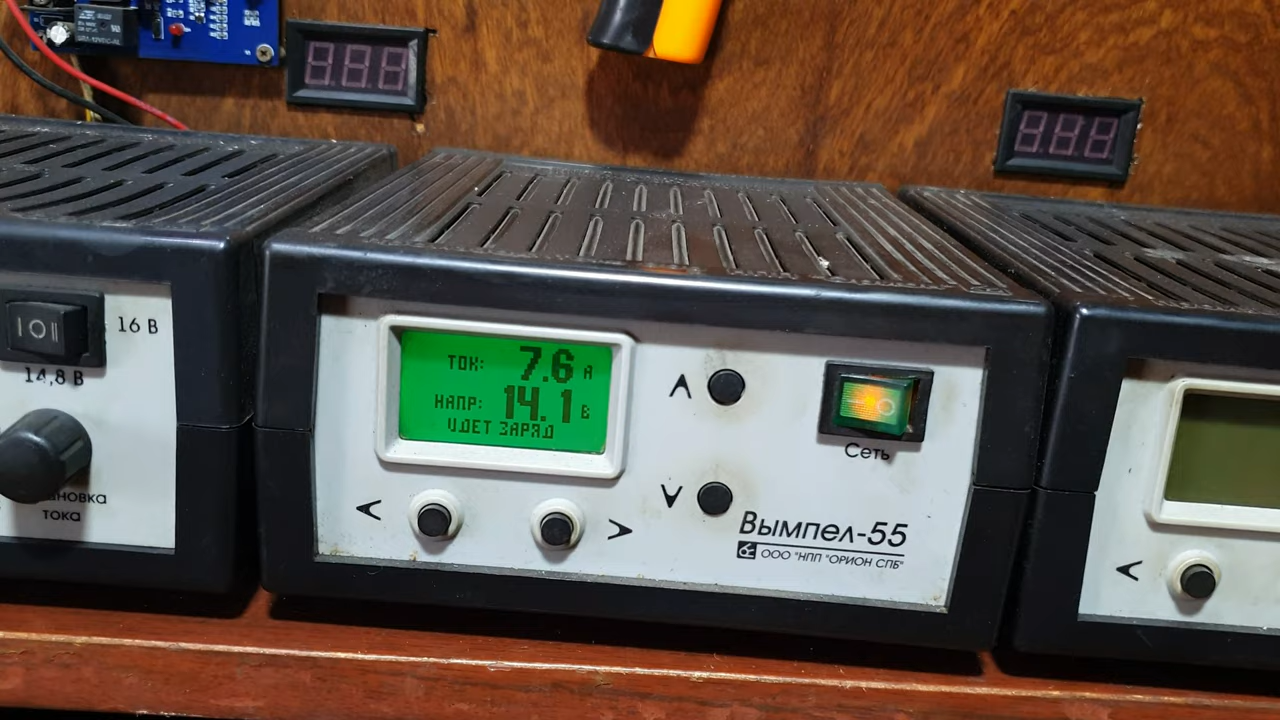 16 В
14,8 В
тока
ТОК: 7.6 А
НАПР: 14.1 В
ИДЕТ ЗАРЯД
Сеть
Вымпел-55
ООО "НПП "ОРИОН СПБ"